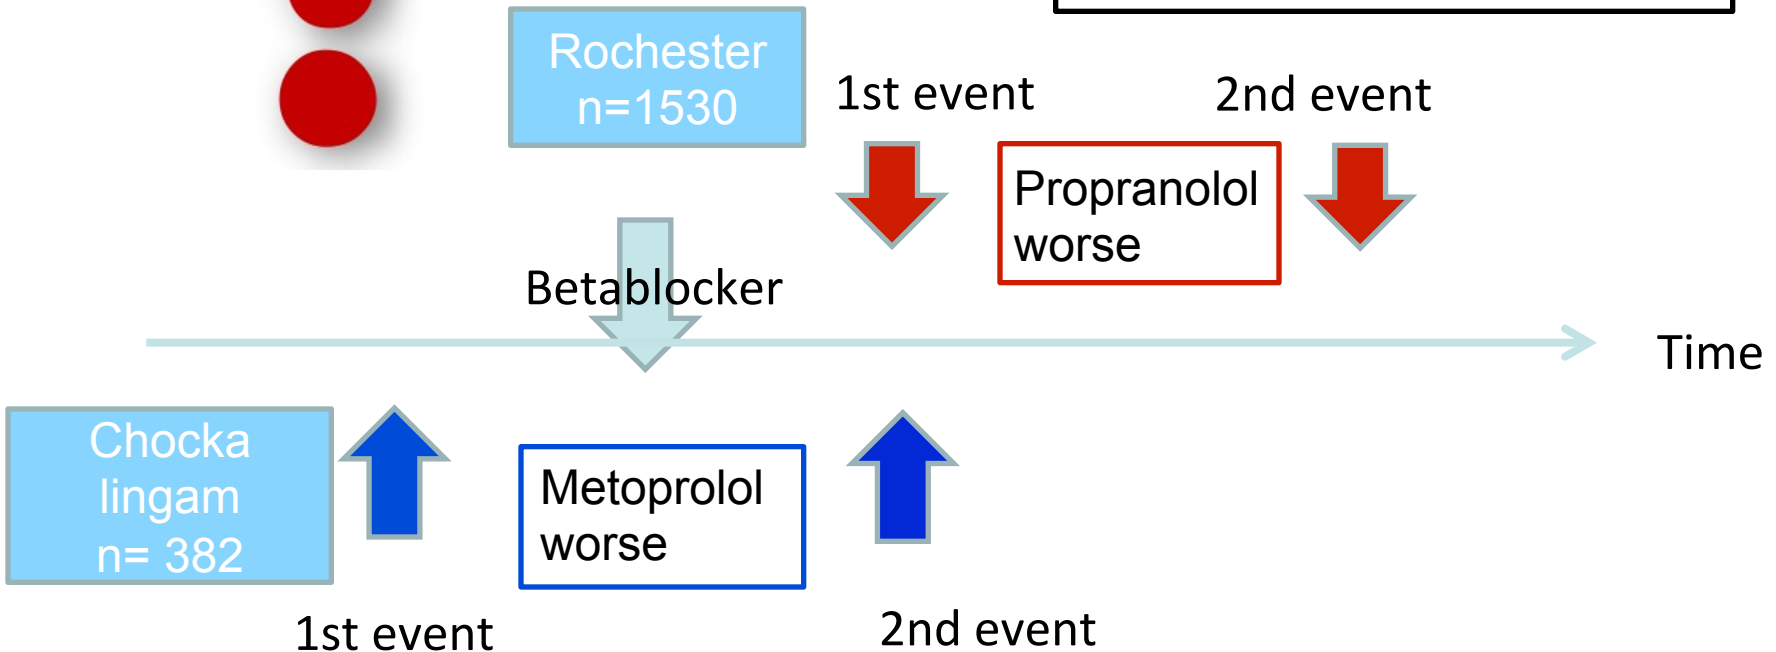 Rochester
n=1530
1st event
2nd event
Propranolol
worse
Betablocker
Time
Chocka
lingam
n= 382
Metoprolol
worse
1st event
2nd event